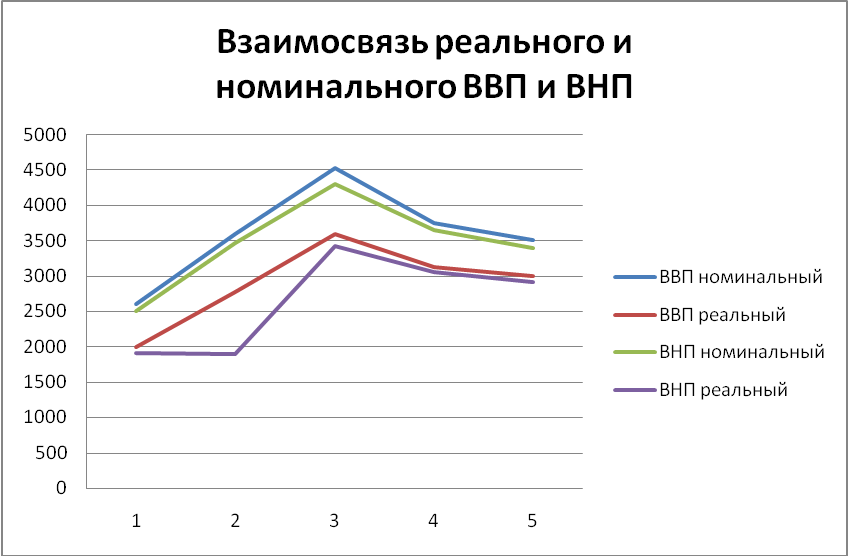 Взаимосвязь реального и
номинального ВВП и ВНП
5000
4500
4000
3500
3000
2500
2000
1500
1000
500
0
1 2 3 4 5
ВВП номинальный
ВВП реальный
ВНП номинальный
ВНП реальный